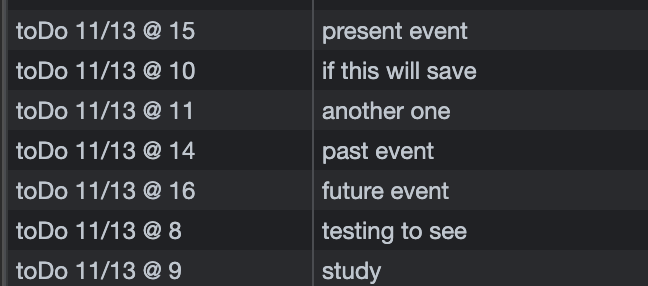 toDo 11/13 @ 15 present event
toDo 11/13 @ 10 if this will save
toDo 11/13 @ 11 another one
toDo 11/13 @ 14 past event
toDo 11/13 @ 16 future event
toDo 11/13 @ 8 testing to see
toDo 11/13 @ 9 study